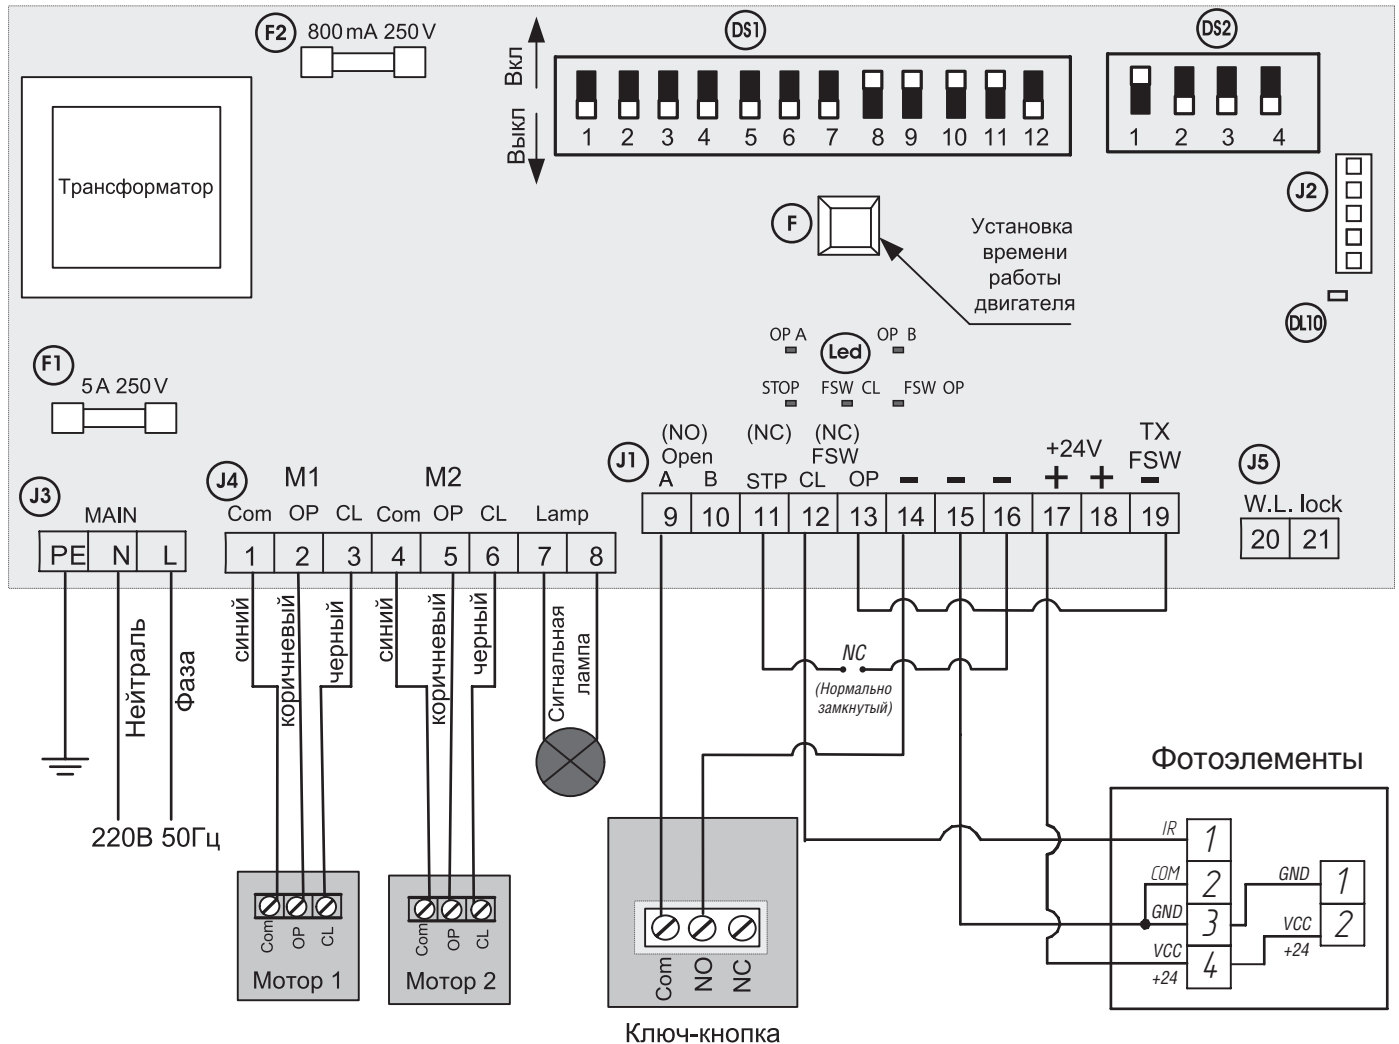 F2 800mA 250V
DS1
DS2
Вкл
Выкл
1 2 3 4 5 6 7 8 9 10 11 12
1 2 3 4
Трансформатор
J2
F
Установка
времени
работы
двигателя
DL10
OP A
Led
OP B
STOP FSW CL FSW OP
F1
5A 250V
J3
MAIN
PE N L
J4
M1 M2
Com OP CL Com OP CL Lamp
1 2 3 4 5 6 7 8
J1
(NO) (NC) (NC)
Open FSW
A B STP CL OP - - - + + -
+24V
TX
FSW
9 10 11 12 13 14 15 16 17 18 19
J5
W.L. lock
20 21
Нейтраль
Фаза
220В 50Гц
синий
коричневый
черный
синий
коричневый
черный
Сигнальная
лампа
NC
(Нормально
замкнутый)
Com
OP
CL
Мотор 1
Com
OP
CL
Мотор 2
Com
NO
NC
Ключ-кнопка
Фотоэлементы
IR 1
COM 2
GND 3
VCC 4
+24
GND 1
VCC 2
+24